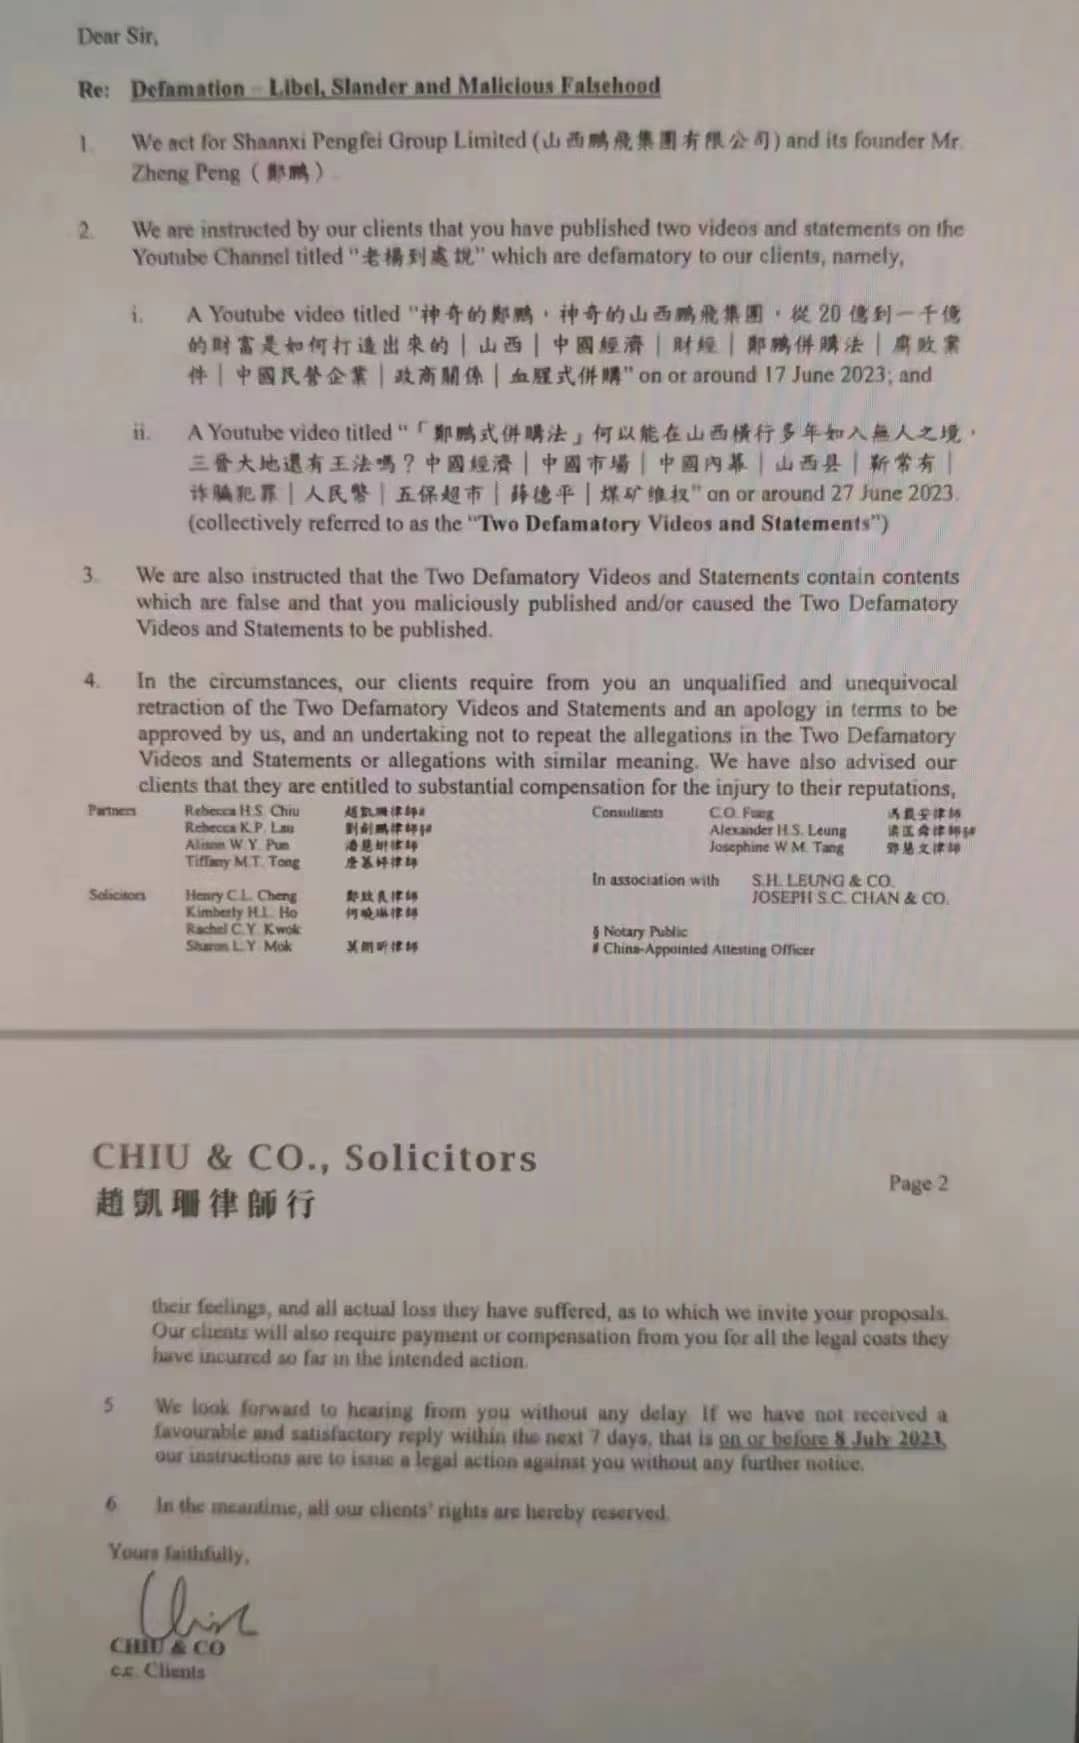 Dear Sir,
Re: Defamation – Libel, Slander and Malicious Falsehood
1. We act for Shaanxi Pengfei Group Limited (山西鵬飛集團有限公司) and its founder Mr.
Zheng Peng (鄭鵬)
2. We are instructed by our clients that you have published two videos and statements on the
Youtube Channel titled "老楊到處說" which are defamatory to our clients, namely,
i. A Youtube video titled "神奇的鄭鵬，神奇的山西鵬飛集團，從 20 億到一千億
的財富是如何打造出來的 | 山西 | 中國經濟 | 財經 | 鄭鵬併購法 | 腐敗案
件 | 中國民營企業 | 政商關係 | 血腥式併購" on or around 17 June 2023; and
ii. A Youtube video titled "「鄭鵬式併購法」何以能在山西橫行多年如入無人之境，
三晉大地還有王法嗎？中國經濟 | 中國市場 | 中國內幕 | 山西县 | 靳常有 |
诈騙犯罪 | 人民幣 | 五保超市 | 薛德平 | 煤矿维权" on or around 27 June 2023.
(collectively referred to as the "Two Defamatory Videos and Statements")
3. We are also instructed that the Two Defamatory Videos and Statements contain contents
which are false and that you maliciously published and/or caused the Two Defamatory
Videos and Statements to be published.
4. In the circumstances, our clients require from you an unqualified and unequivocal
retraction of the Two Defamatory Videos and Statements and an apology in terms to be
approved by us, and an undertaking not to repeat the allegations in the Two Defamatory
Videos and Statements or allegations with similar meaning. We have also advised our
clients that they are entitled to substantial compensation for the injury to their reputations,
Partners Rebecca H.S. Chiu 趙凱珊律師#
Rebecca K.P. Lau 劉劍鵬律師§#
Alison W.Y. Pun 潘慧妍律師
Tiffany M.T. Tong 唐慕婷律師
Solicitors Henry C.L. Cheng 鄭致良律師
Kimberly H.L. Ho 何曉琳律師
Rachel C.Y. Kwok
Sharon L.Y. Mok 莫朗昕律師
Consultants C.O. Fung 律師
Alexander H.S. Leung 律師§#
Josephine W.M. Tang 鄧慧文律師
In association with S.H. LEUNG & CO.
JOSEPH S.C. CHAN & CO.
§ Notary Public
# China-Appointed Attesting Officer
CHIU & CO., Solicitors
趙凱珊律師行
Page 2
their feelings, and all actual loss they have suffered, as to which we invite your proposals.
Our clients will also require payment or compensation from you for all the legal costs they
have incurred so far in the intended action.
5 We look forward to hearing from you without any delay. If we have not received a
favourable and satisfactory reply within the next 7 days, that is on or before 8 July 2023,
our instructions are to issue a legal action against you without any further notice.
6 In the meantime, all our clients' rights are hereby reserved.
Yours faithfully,
CHIU & CO
c.c. Clients